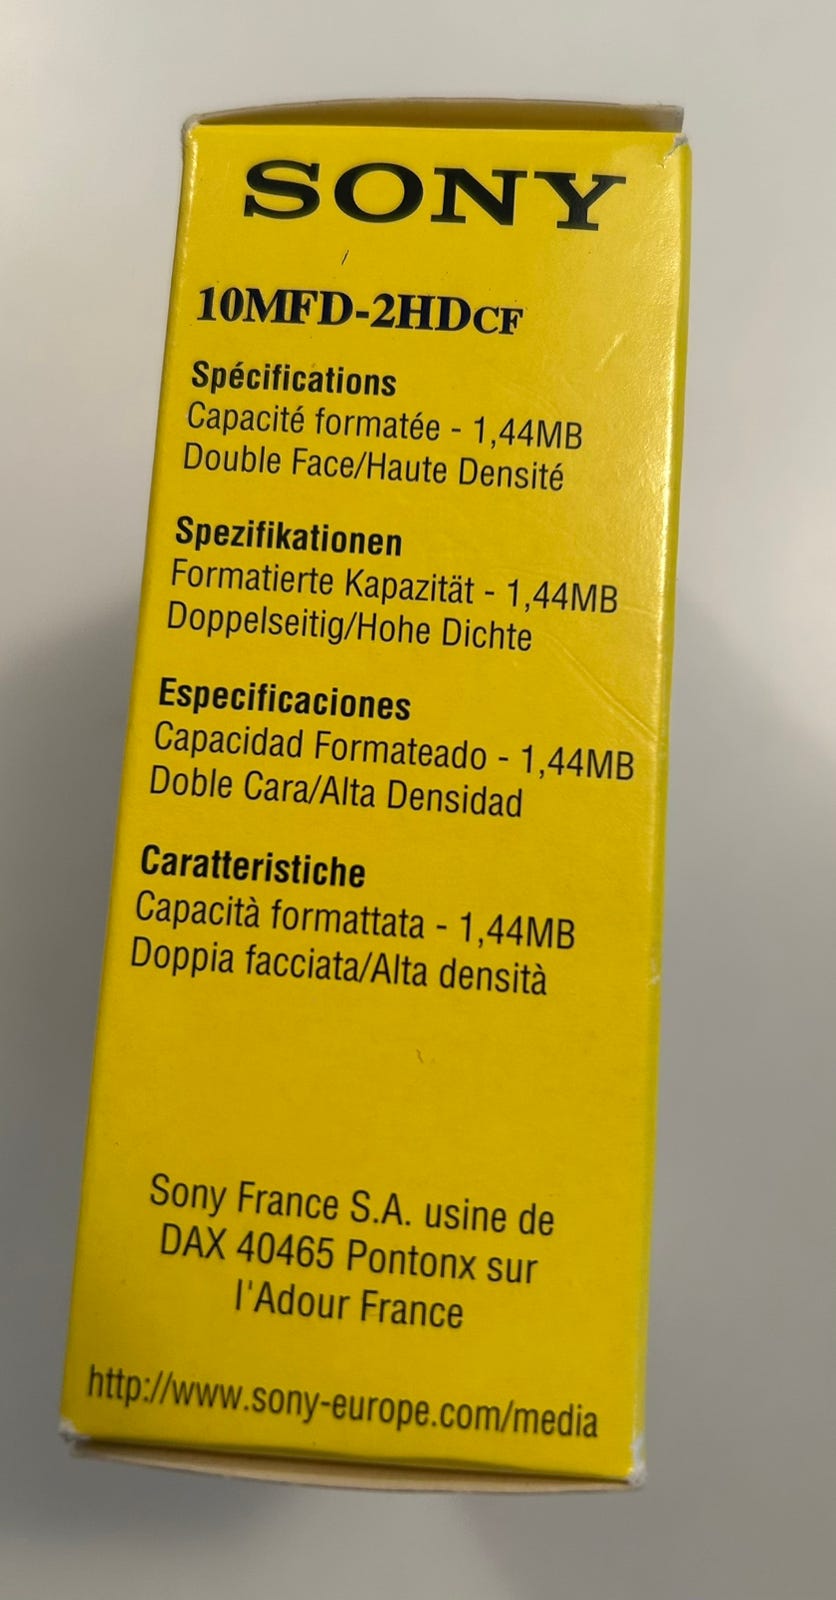 SONY
10MFD-2HDCF
Spécifications
Capacité formatée - 1,44MB
Double Face/Haute Densité
Spezifikationen
Formatierte Kapazität - 1,44MB
Doppelseitig/Hohe Dichte
Especificaciones
Capacidad Formateado - 1,44MB
Doble Cara/Alta Densidad
Caratteristiche
Capacità formattata - 1,44MB
Doppia facciata/Alta densità
Sony France S.A. usine de
DAX 40465 Pontonx sur
l'Adour France
http://www.sony-europe.com/media